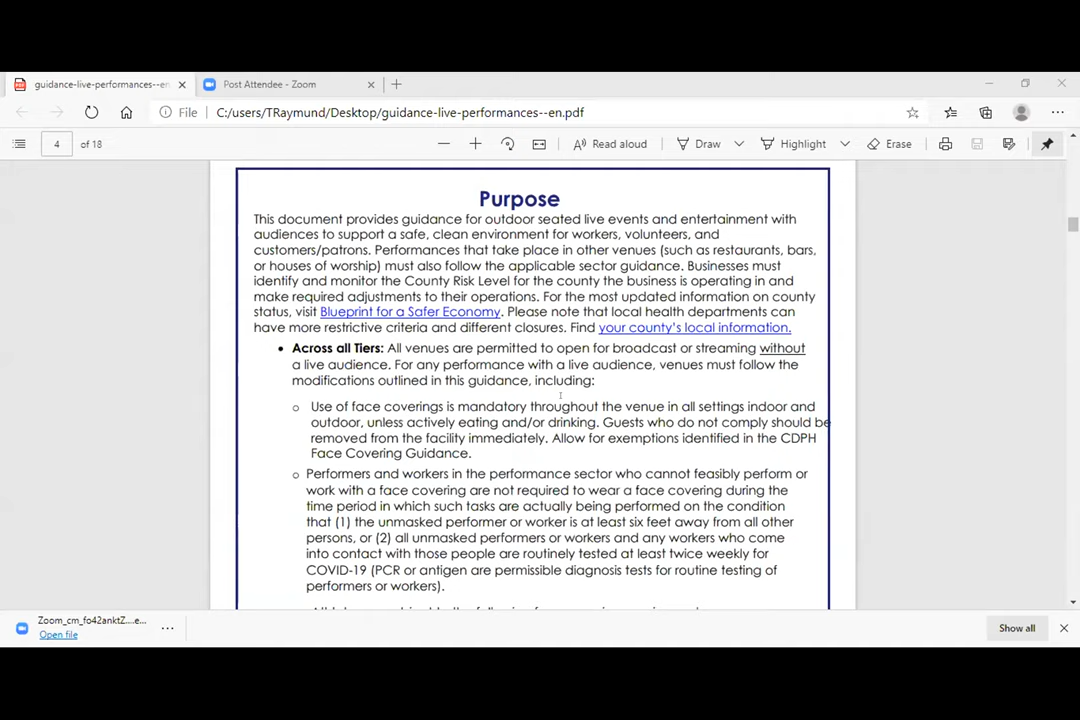 guidance-live-performances--en
Post Attendee - Zoom
File
C:/users/TRaymund/Desktop/guidance-live-performances--en.pdf
4 of 18
Read aloud
Draw
Highlight
Erase
Purpose
This document provides guidance for outdoor seated live events and entertainment with
audiences to support a safe, clean environment for workers, volunteers, and
customers/patrons. Performances that take place in other venues (such as restaurants, bars,
or houses of worship) must also follow the applicable sector guidance. Businesses must
identify and monitor the County Risk Level for the county the business is operating in and
make required adjustments to their operations. For the most updated information on county
status, visit Blueprint for a Safer Economy. Please note that local health departments can
have more restrictive criteria and different closures. Find your county's local information.
• Across all Tiers: All venues are permitted to open for broadcast or streaming without
a live audience. For any performance with a live audience, venues must follow the
modifications outlined in this guidance, including:
o Use of face coverings is mandatory throughout the venue in all settings indoor and
outdoor, unless actively eating and/or drinking. Guests who do not comply should be
removed from the facility immediately. Allow for exemptions identified in the CDPH
Face Covering Guidance.
o Performers and workers in the performance sector who cannot feasibly perform or
work with a face covering are not required to wear a face covering during the
time period in which such tasks are actually being performed on the condition
that (1) the unmasked performer or worker is at least six feet away from all other
persons, or (2) all unmasked performers or workers and any workers who come
into contact with those people are routinely tested at least twice weekly for
COVID-19 (PCR or antigen are permissible diagnosis tests for routine testing of
performers or workers).
Zoom_cm_fo42anktZ....e...
Open file
Show all